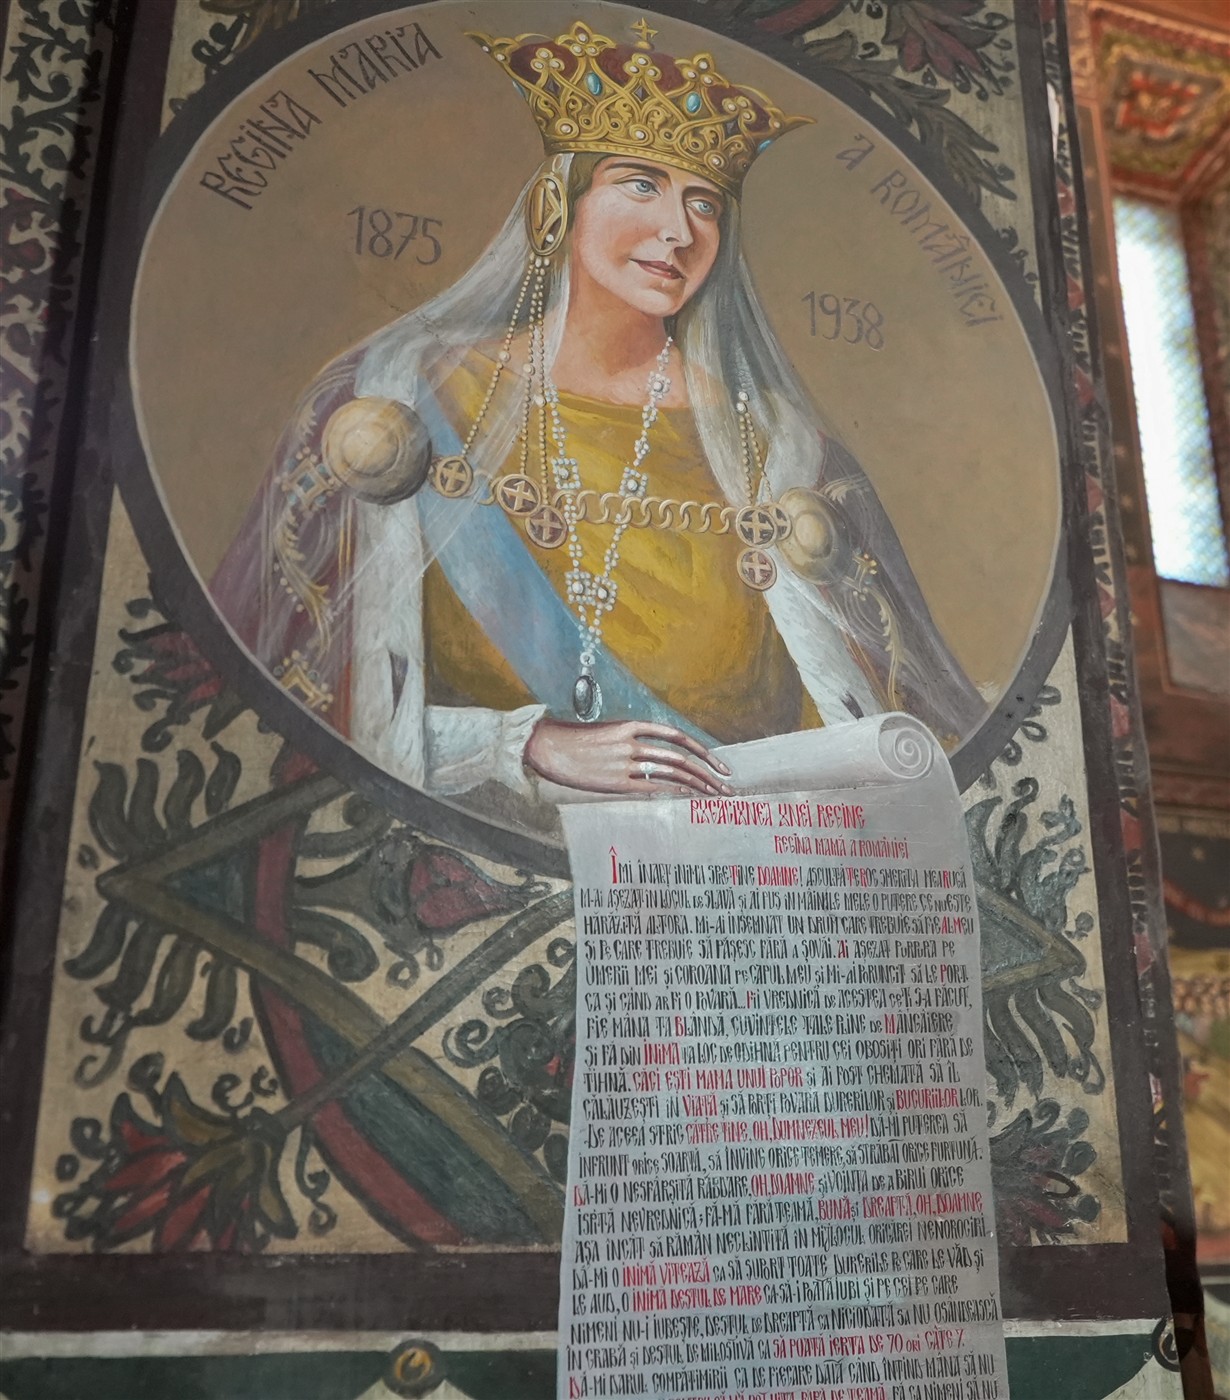 REGINA MARIA
A ROMÂNIEI
1875
1938
RUGĂCIUNEA UNEI REGINE
REGINA MAMĂ A ROMÂNIEI
ÎMI ÎNALȚ INIMA SPRE TINE DOAMNE! ASCULTĂ TE ROG SMERITA MEA RUGĂ
M-AI AȘEZAT ÎN LOCUL DE SLAVĂ ȘI AI PUS ÎN MÂINILE MELE O PUTERE CE NU ESTE
HĂRĂZITĂ ALTORA. MI-AI ÎNSEMNAT UN DRUM CARE TREBUIE SĂ FIE AL MEU
ȘI PE CARE TREBUIE SĂ PĂȘESC FĂRĂ A ȘOVĂI. AI AȘEZAT PURPURA PE
UMERII MEI ȘI COROANA PE CAPUL MEU ȘI MI-AI PORUNCIT SĂ LE PORT
CA ȘI CÂND AR FI O POVARĂ... FII VREDNICĂ DE ACESTEA CE ȚI S-A FĂCUT,
FIE MÂNA TA BLÂNDĂ, CUVINTELE TALE PLINE DE MÂNGÂIERE
ȘI FĂ DIN INIMA TA LOC DE ODIHNĂ PENTRU CEI OBOSIȚI ORI FĂRĂ DE
TIHNĂ. CĂCI EȘTI MAMA UNUI POPOR ȘI AI FOST CHEMATĂ SĂ ÎL
CĂLĂUZEȘTI ÎN VIAȚĂ ȘI SĂ PORȚI POVARA DURERILOR ȘI BUCURIILOR LOR
-DE ACEEA STRIG CĂTRE TINE, OH, DUMNEZEUL MEU! DĂ-MI PUTEREA SĂ
ÎNFRUNT ORICE SOARTĂ, SĂ ÎNVING ORICE TEMERE, SĂ STRĂBAT ORICE FURTUNĂ.
DĂ-MI O NESFÂRȘITĂ RĂBDARE, OH, DOAMNE ȘI VOINȚA DE A BIRUI ORICE
ISPITĂ NEVREDNICĂ; FĂ-MĂ FĂRĂ TEAMĂ, BUNĂ ȘI DREAPTĂ, OH, DOAMNE,
AȘA ÎNCÂT SĂ RĂMÂN NECLINTITĂ ÎN MIJLOCUL ORICĂREI NENOROCIRI
DĂ-MI O INIMĂ VITEAZĂ CA SĂ SUPORT TOATE DURERILE PE CARE LE VĂD ȘI
LE AUD, O INIMĂ DESTUL DE MARE CA SĂ-I POATĂ IUBI ȘI PE CEI PE CARE
NIMENI NU-I IUBEȘTE, DESTUL DE DREAPTĂ CA NICIODATĂ SĂ NU OSÂNDEASCĂ
ÎN GRABĂ ȘI DESTUL DE MILOSTIVĂ CA SĂ POATĂ IERTA DE 70 ORI CÂTE 7.
DĂ-MI DARUL COMPĂTIMIRII CA DE FIECARE DATĂ CÂND ÎNTIND MÂNA SĂ NU